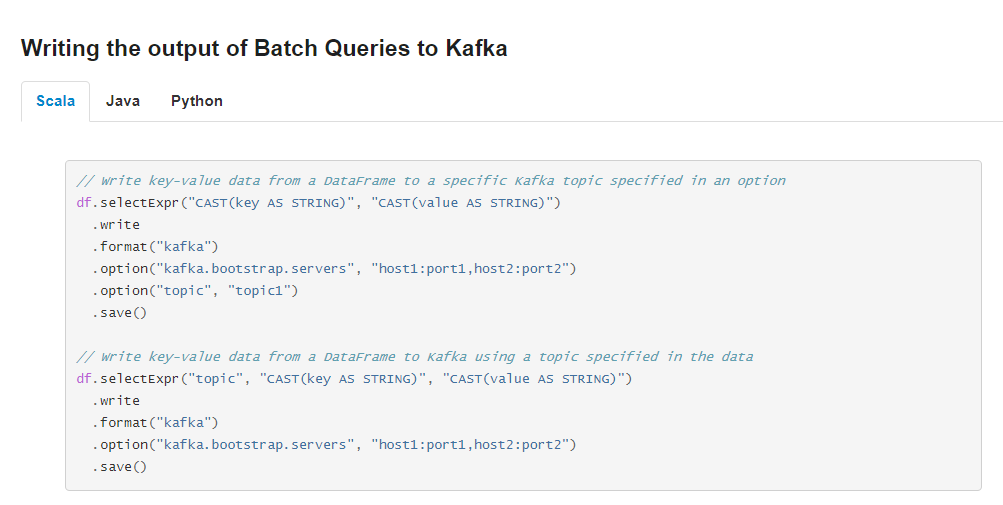 Writing the output of Batch Queries to Kafka
Scala Java Python
// Write key-value data from a DataFrame to a specific Kafka topic specified in an option
df.selectExpr("CAST(key AS STRING)", "CAST(value AS STRING)")
  .write
  .format("kafka")
  .option("kafka.bootstrap.servers", "host1:port1,host2:port2")
  .option("topic", "topic1")
  .save()

// Write key-value data from a DataFrame to Kafka using a topic specified in the data
df.selectExpr("topic", "CAST(key AS STRING)", "CAST(value AS STRING)")
  .write
  .format("kafka")
  .option("kafka.bootstrap.servers", "host1:port1,host2:port2")
  .save()